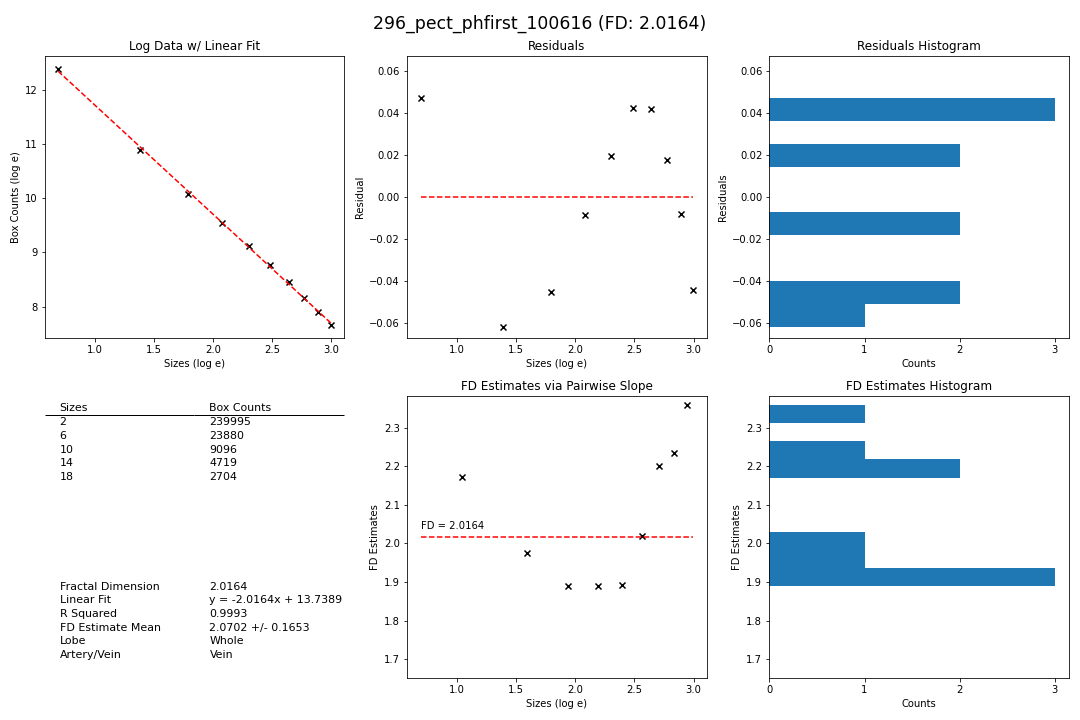 296_pect_phfirst_100616 (FD: 2.0164)
Log Data w/ Linear Fit
12
11
10
9
8
Box Counts (log e)
1.0 1.5 2.0 2.5 3.0
Sizes (log e)
Residuals
0.06
0.04
0.02
0.00
−0.02
−0.04
−0.06
Residual
1.0 1.5 2.0 2.5 3.0
Sizes (log e)
Residuals Histogram
0.06
0.04
0.02
0.00
−0.02
−0.04
−0.06
Residuals
0 1 2 3
Counts
Sizes Box Counts
2 239995
6 23880
10 9096
14 4719
18 2704
Fractal Dimension 2.0164
Linear Fit y = -2.0164x + 13.7389
R Squared 0.9993
FD Estimate Mean 2.0702 +/- 0.1653
Lobe Whole
Artery/Vein Vein
FD Estimates via Pairwise Slope
2.3
2.2
2.1
2.0
1.9
1.8
1.7
FD Estimates
FD = 2.0164
1.0 1.5 2.0 2.5 3.0
Sizes (log e)
FD Estimates Histogram
2.3
2.2
2.1
2.0
1.9
1.8
1.7
FD Estimates
0 1 2 3
Counts